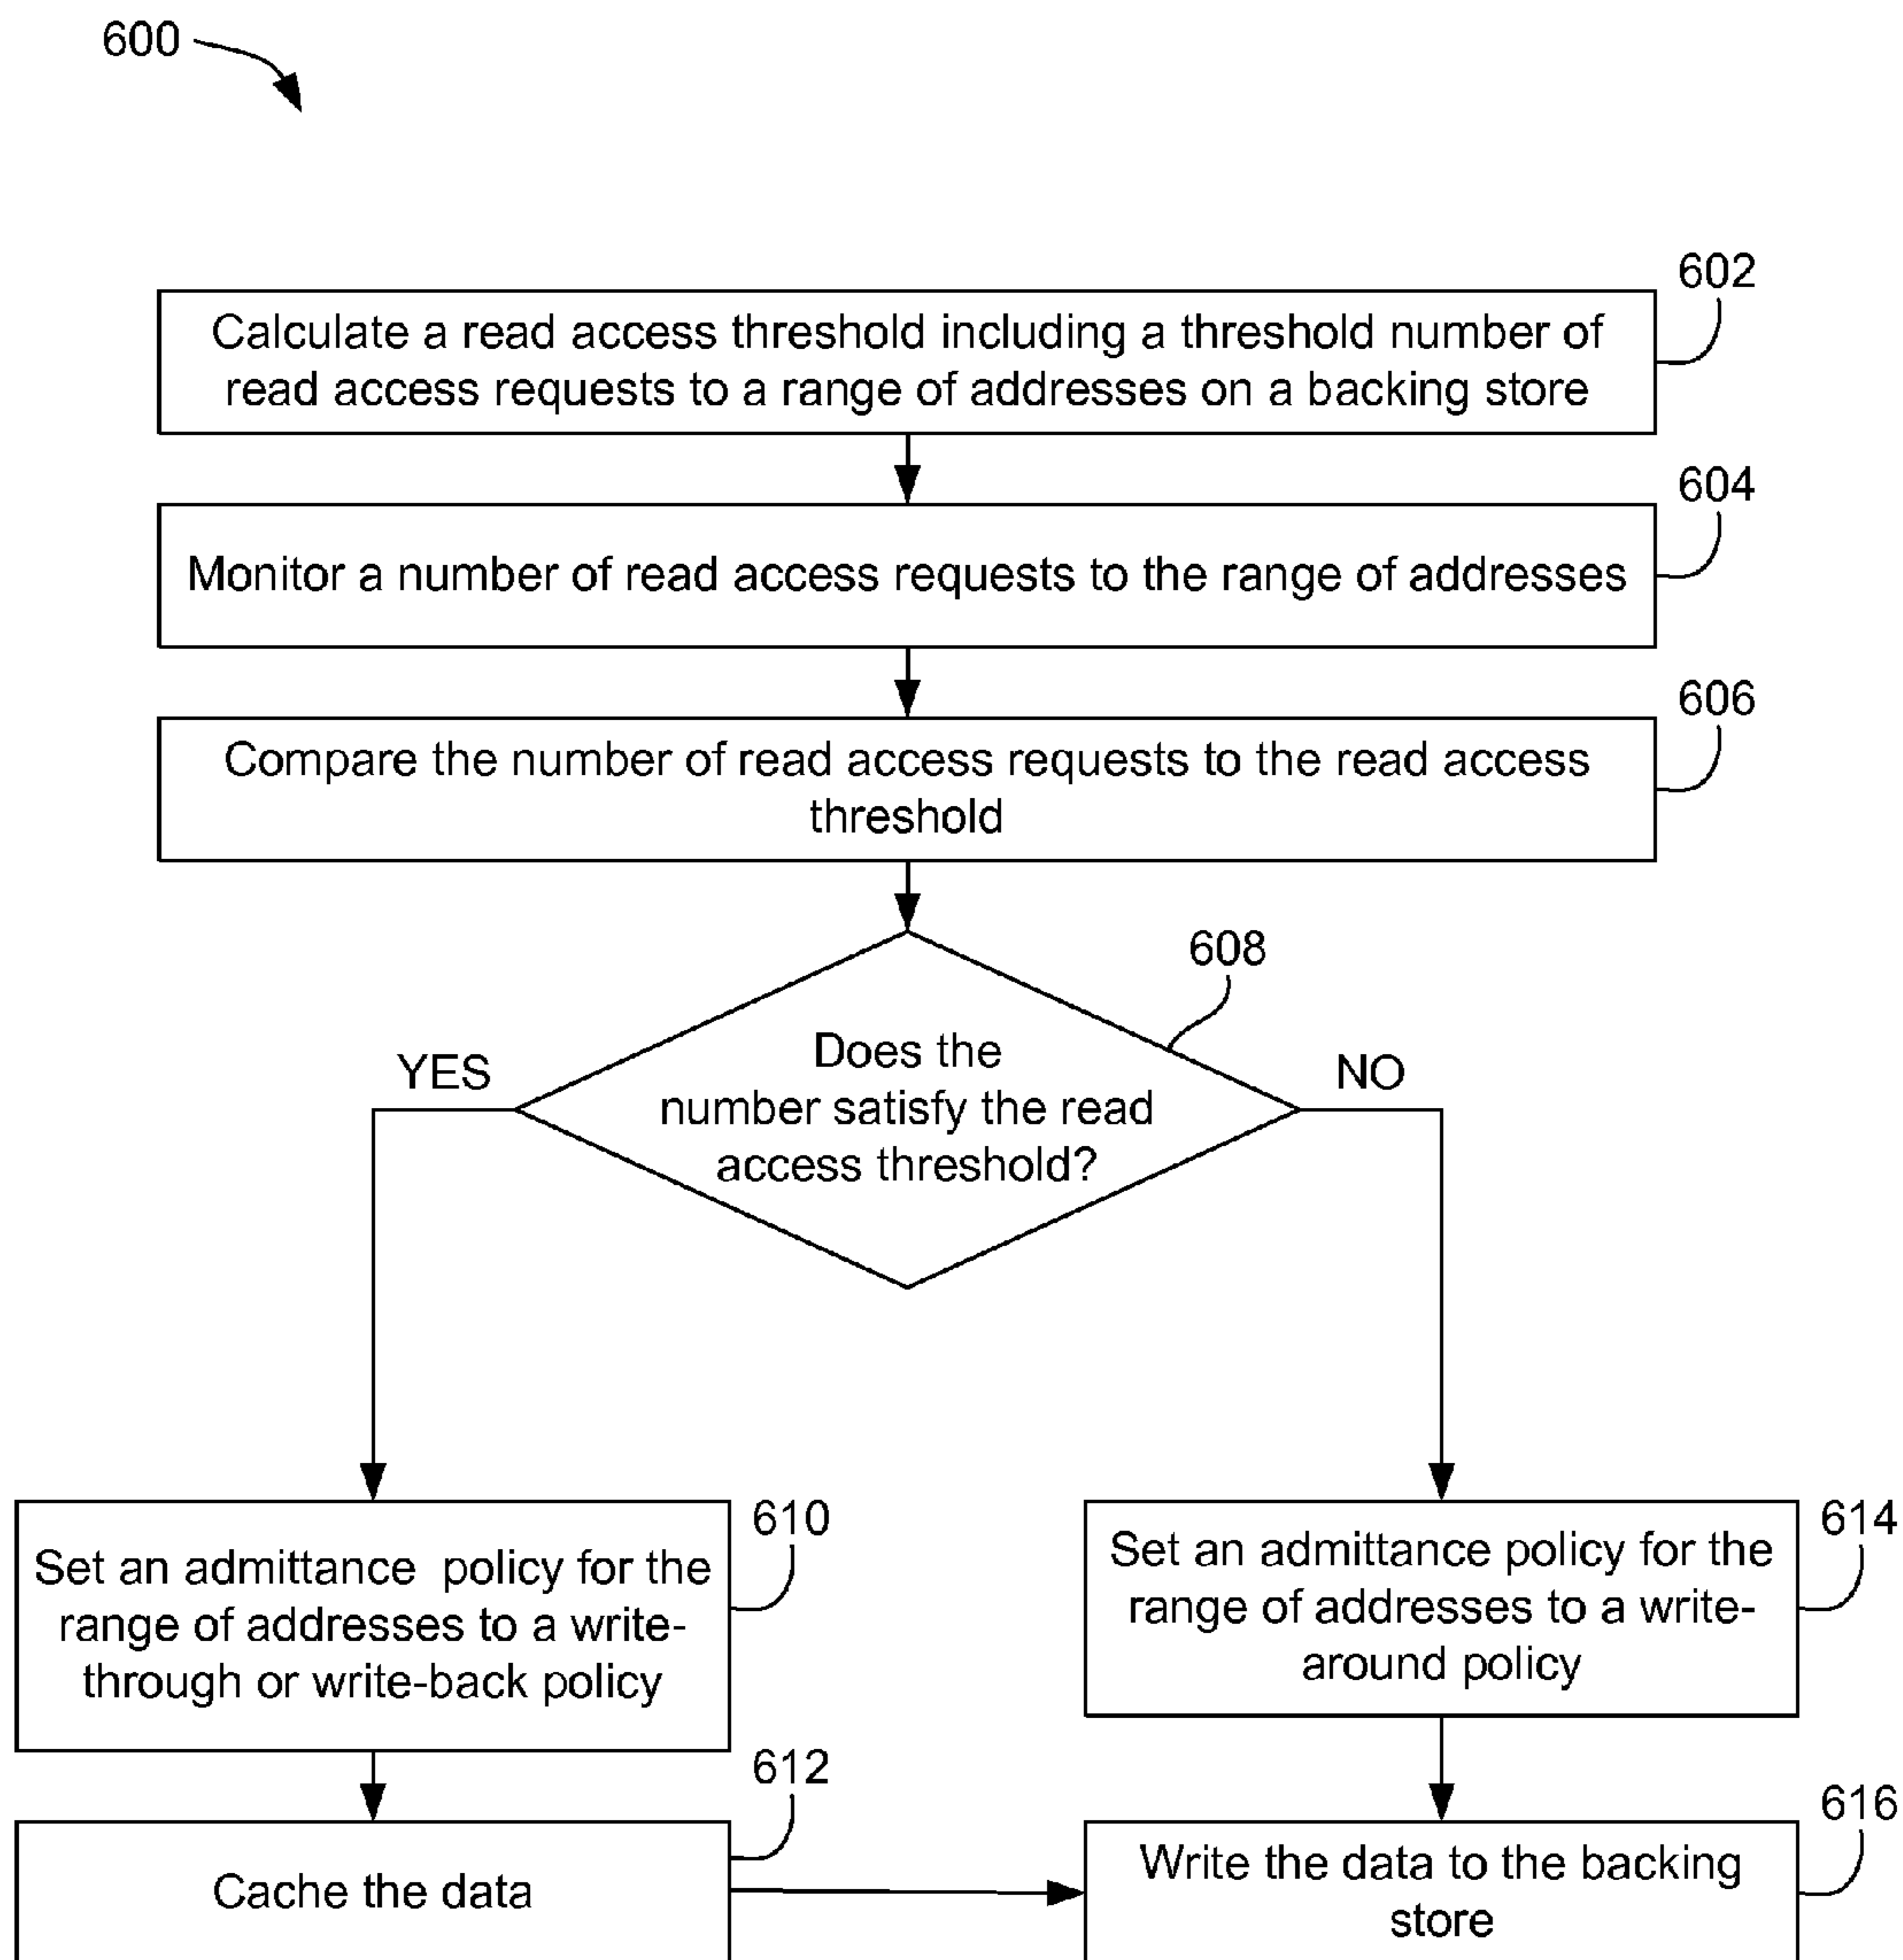 600
602
Calculate a read access threshold including a threshold number of
read access requests to a range of addresses on a backing store
604
Monitor a number of read access requests to the range of addresses
606
Compare the number of read access requests to the read access
threshold
608
YES
Does the
number satisfy the read
access threshold?
NO
610
Set an admittance policy for the
range of addresses to a write-
through or write-back policy
614
Set an admittance policy for the
range of addresses to a write-
around policy
612
Cache the data
616
Write the data to the backing
store